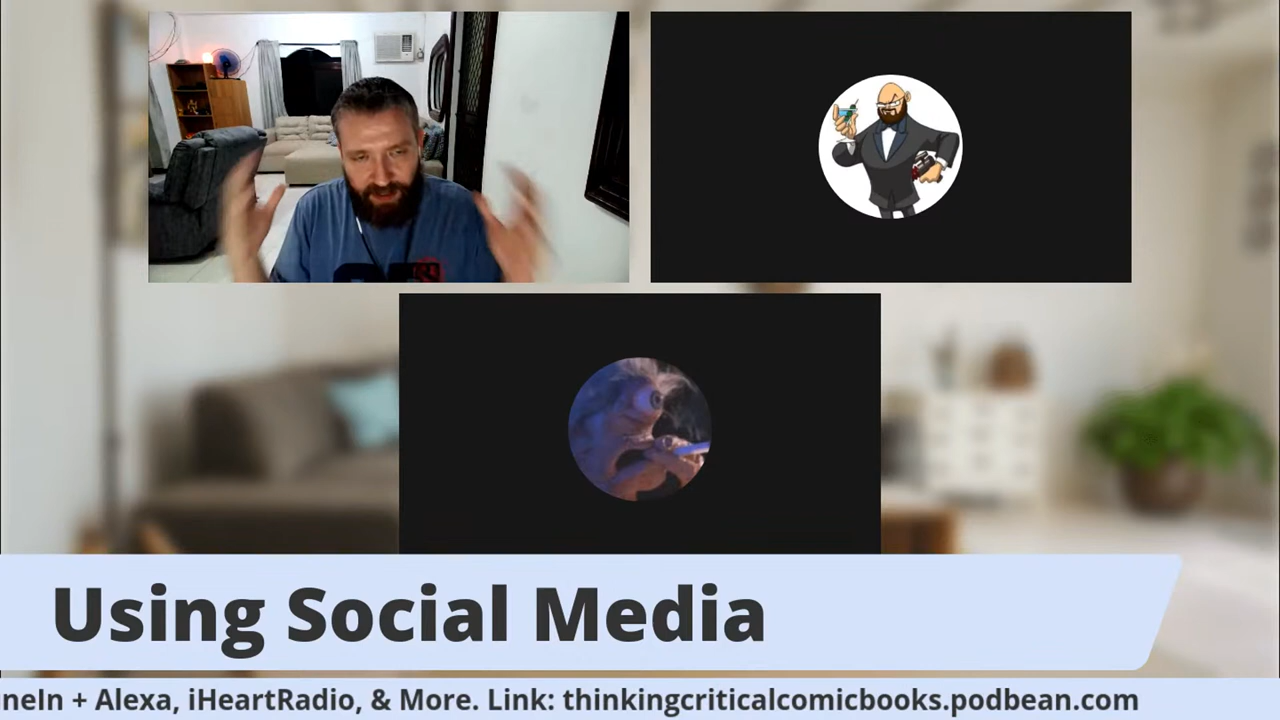 Using Social Media
neIn + Alexa, iHeartRadio, & More. Link: thinkingcriticalcomicbooks.podbean.com